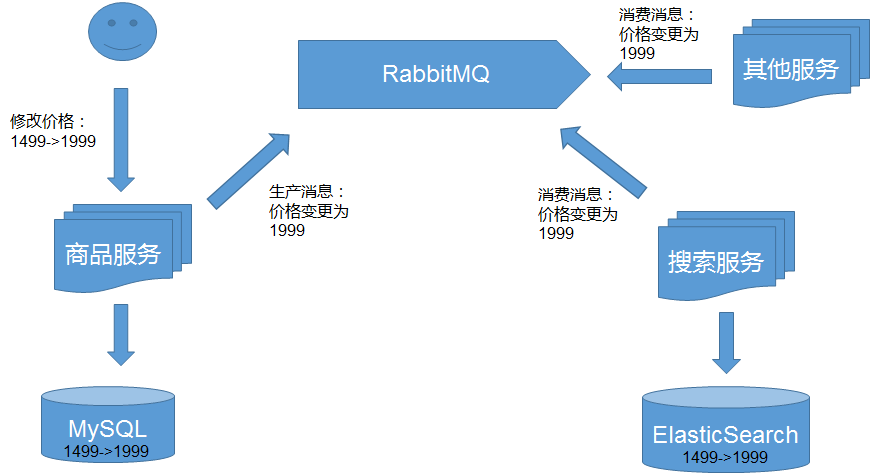 修改价格：
1499->1999
商品服务
MySQL
1499->1999
生产消息：
价格变更为
1999
RabbitMQ
消费消息：
价格变更为
1999
其他服务
消费消息：
价格变更为
1999
搜索服务
ElasticSearch
1499->1999